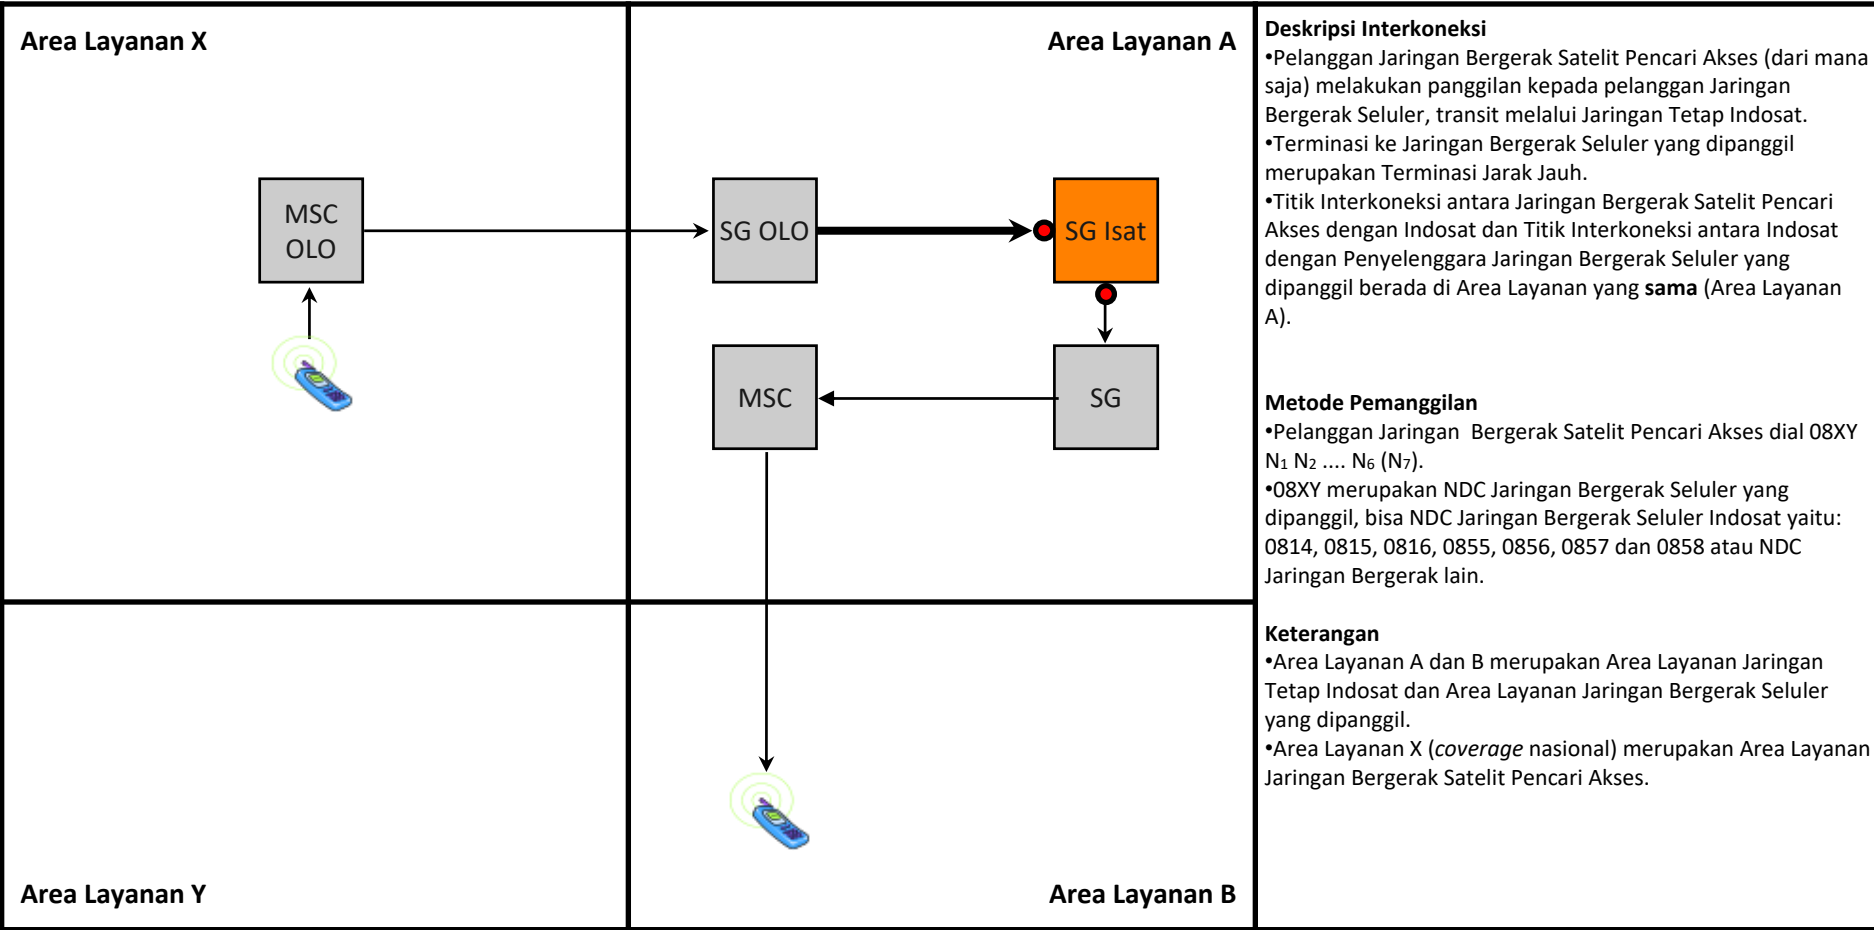 Area Layanan X
Area Layanan A
MSC
OLO
SG OLO
SG Isat
MSC
SG
Area Layanan Y
Area Layanan B
Deskripsi Interkoneksi
•Pelanggan Jaringan Bergerak Satelit Pencari Akses (dari mana
saja) melakukan panggilan kepada pelanggan Jaringan
Bergerak Seluler, transit melalui Jaringan Tetap Indosat.
•Terminasi ke Jaringan Bergerak Seluler yang dipanggil
merupakan Terminasi Jarak Jauh.
•Titik Interkoneksi antara Jaringan Bergerak Satelit Pencari
Akses dengan Indosat dan Titik Interkoneksi antara Indosat
dengan Penyelenggara Jaringan Bergerak Seluler yang
dipanggil berada di Area Layanan yang sama (Area Layanan
A).
Metode Pemanggilan
•Pelanggan Jaringan  Bergerak Satelit Pencari Akses dial 08XY
N₁ N₂ .... N₆ (N₇).
•08XY merupakan NDC Jaringan Bergerak Seluler yang
dipanggil, bisa NDC Jaringan Bergerak Seluler Indosat yaitu:
0814, 0815, 0816, 0855, 0856, 0857 dan 0858 atau NDC
Jaringan Bergerak lain.
Keterangan
•Area Layanan A dan B merupakan Area Layanan Jaringan
Tetap Indosat dan Area Layanan Jaringan Bergerak Seluler
yang dipanggil.
•Area Layanan X (coverage nasional) merupakan Area Layanan
Jaringan Bergerak Satelit Pencari Akses.